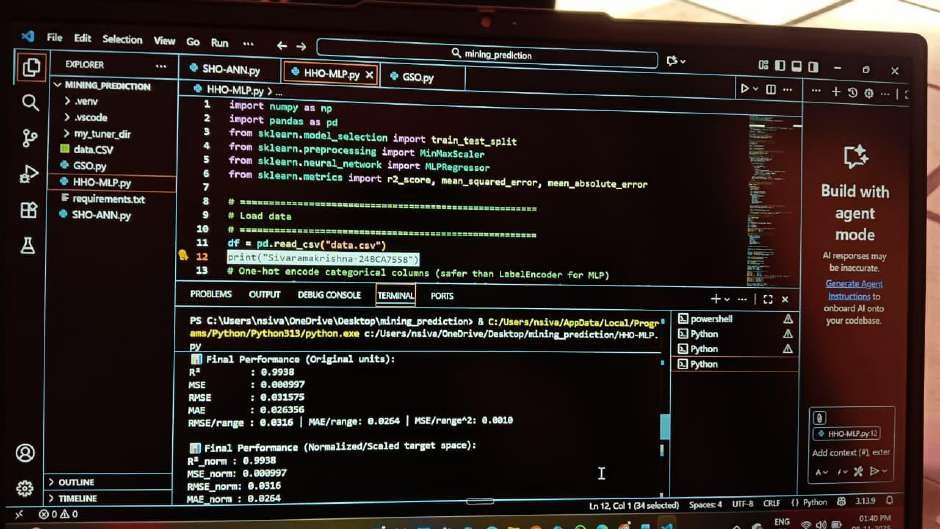 File Edit Selection View Go Run ...
mining_prediction
EXPLORER
MINING_PREDICTION
.venv
.vscode
my_tuner_dir
data.CSV
GSO.py
HHO-MLP.py
requirements.txt
SHO-ANN.py
OUTLINE
TIMELINE
SHO-ANN.py HHO-MLP.py GSO.py
HHO-MLP.py > ...
1 import numpy as np
2 import pandas as pd
3 from sklearn.model_selection import train_test_split
4 from sklearn.preprocessing import MinMaxScaler
5 from sklearn.neural_network import MLPRegressor
6 from sklearn.metrics import r2_score, mean_squared_error, mean_absolute_error
7
8 # ==================================================
9 # Load data
10 # ==================================================
11 df = pd.read_csv("data.csv")
12 print("Sivaramakrishna-24BCA7558")
13 # One-hot encode categorical columns (safer than LabelEncoder for MLP)
PROBLEMS OUTPUT DEBUG CONSOLE TERMINAL PORTS
PS C:\Users\nsiva\OneDrive\Desktop\mining_prediction> & C:/Users/nsiva/AppData/Local/Progr
ams/Python/Python313/python.exe c:/Users/nsiva/OneDrive/Desktop/mining_prediction/HHO-MLP.
py
📊 Final Performance (Original units):
R² : 0.9938
MSE : 0.000997
RMSE : 0.031575
MAE : 0.026356
RMSE/range : 0.0316 | MAE/range: 0.0264 | MSE/range^2: 0.0010
📊 Final Performance (Normalized/Scaled target space):
R²_norm : 0.9938
MSE_norm: 0.000997
RMSE_norm: 0.0316
MAE_norm : 0.0264
powershell
Python
Python
Python
Build with
agent
mode
AI responses may
be inaccurate.
Generate Agent
Instructions to
onboard AI onto
your codebase.
HHO-MLP.py:12
Add context (#), exter
0 0
Ln 12, Col 1 (34 selected) Spaces: 4 UTF-8 CRLF {} Python 3.13.9
ENG
01:40 PM